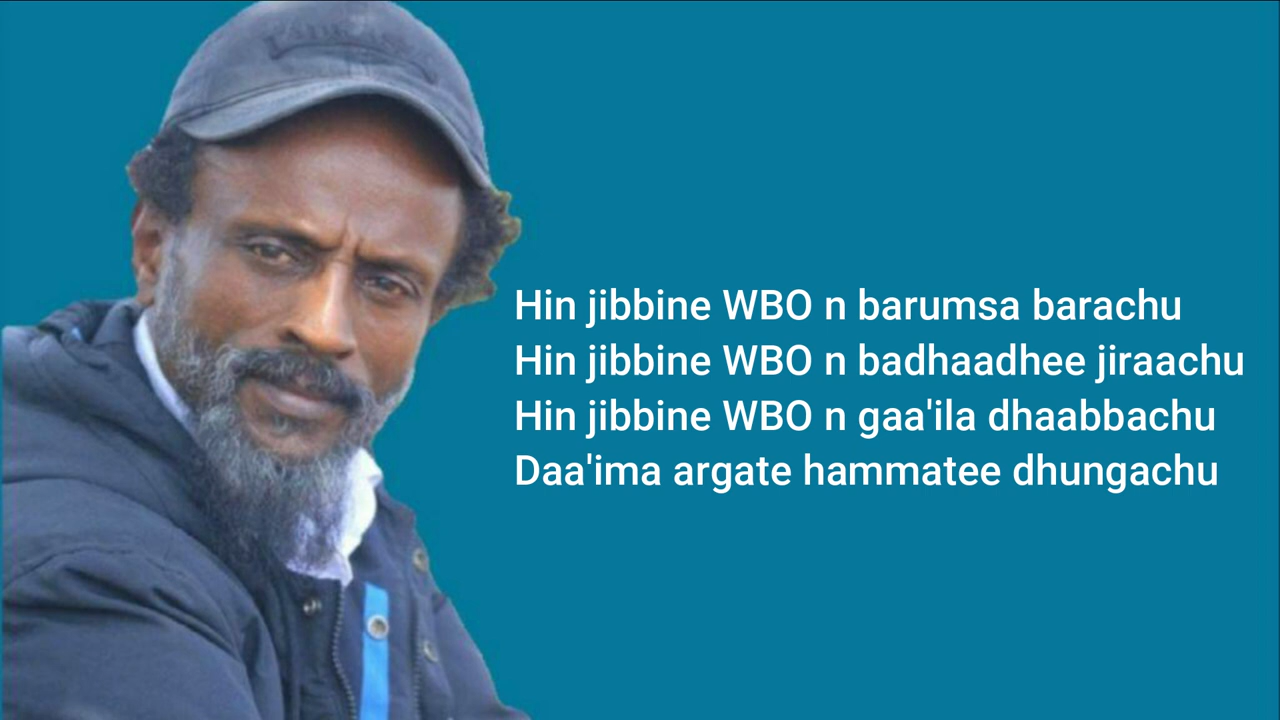 Hin jibbine WBO n barumsa barachu
Hin jibbine WBO n badhaadhee jiraachu
Hin jibbine WBO n gaa'ila dhaabbachu
Daa'ima argate hammatee dhungachu